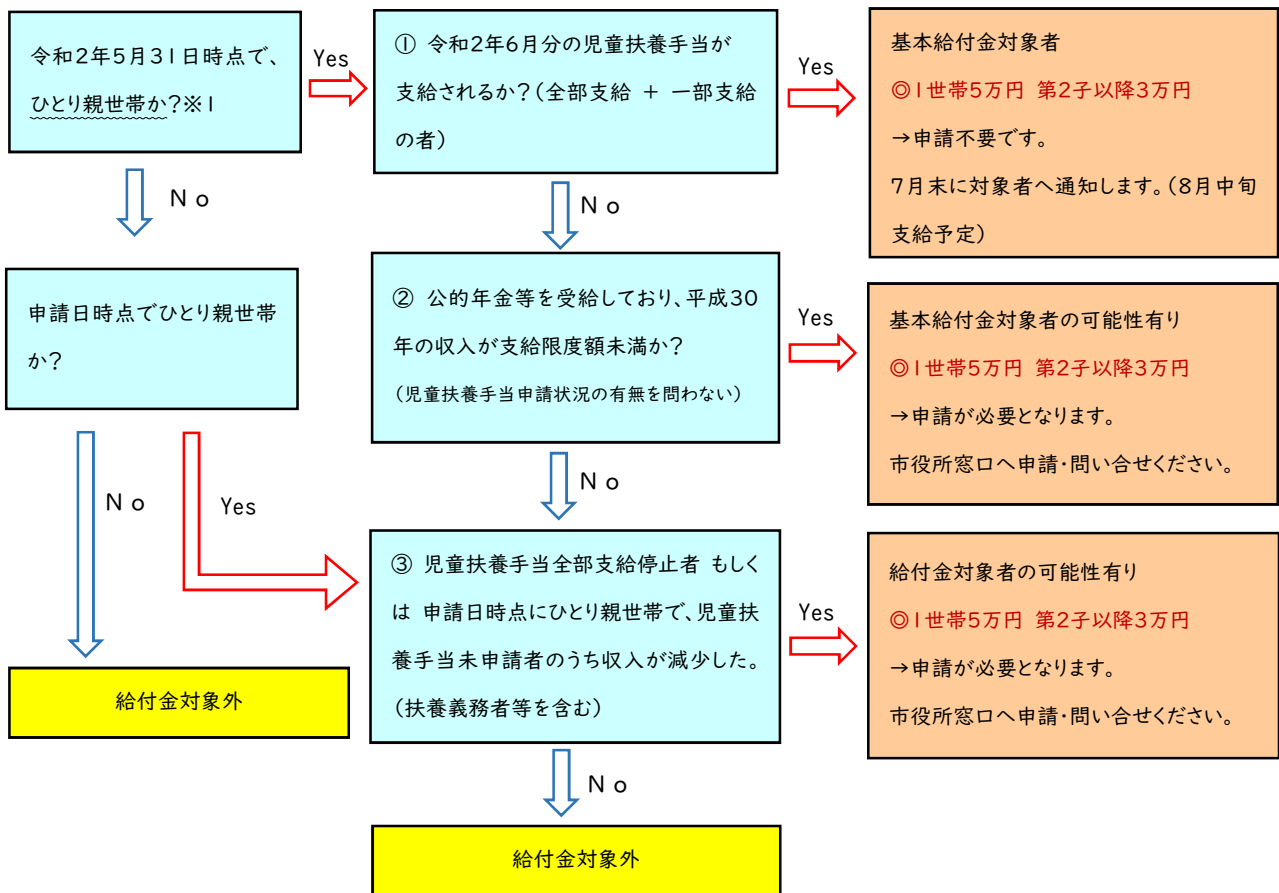 令和2年5月31日時点で、
ひとり親世帯か?※1
Yes
① 令和2年6月分の児童扶養手当が
支給されるか?(全部支給 + 一部支給
の者)
Yes
基本給付金対象者
◎1世帯5万円 第2子以降3万円
→申請不要です。
7月末に対象者へ通知します。(8月中旬
支給予定)
No
No
申請日時点でひとり親世帯
か?
② 公的年金等を受給しており、平成30
年の収入が支給限度額未満か?
(児童扶養手当申請状況の有無を問わない)
Yes
基本給付金対象者の可能性有り
◎1世帯5万円 第2子以降3万円
→申請が必要となります。
市役所窓口へ申請・問い合せください。
No
Yes
No
③ 児童扶養手当全部支給停止者 もしく
は 申請日時点にひとり親世帯で、児童扶
養手当未申請者のうち収入が減少した。
(扶養義務者等を含む)
Yes
給付金対象者の可能性有り
◎1世帯5万円 第2子以降3万円
→申請が必要となります。
市役所窓口へ申請・問い合せください。
給付金対象外
No
給付金対象外